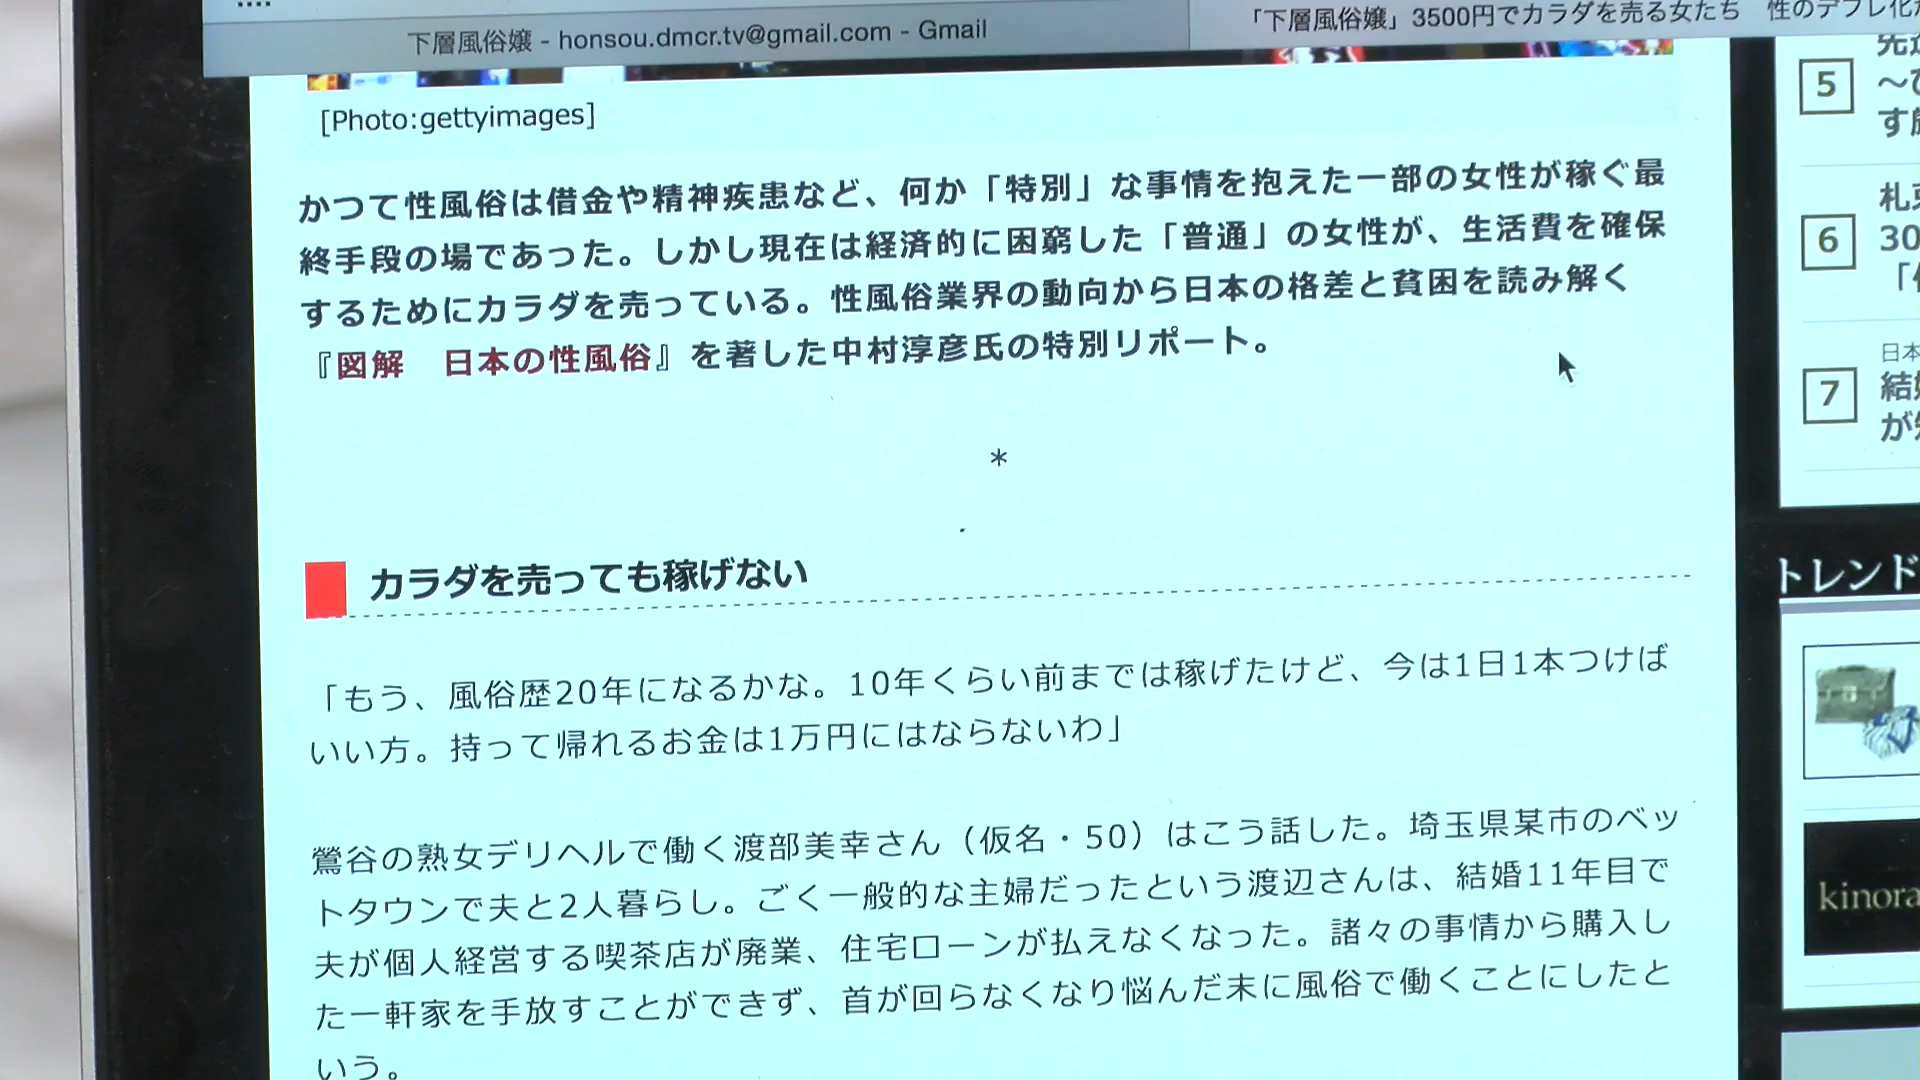 下層風俗嬢 - honsou.dmcr.tv@gmail.com - Gmail
「下層風俗嬢」3500円でカラダを売る女たち　性のデフレ化が
[Photo:gettyimages]
かつて性風俗は借金や精神疾患など、何か「特別」な事情を抱えた一部の女性が稼ぐ最
終手段の場であった。しかし現在は経済的に困窮した「普通」の女性が、生活費を確保
するためにカラダを売っている。性風俗業界の動向から日本の格差と貧困を読み解く
『図解　日本の性風俗』を著した中村淳彦氏の特別リポート。
*
カラダを売っても稼げない
「もう、風俗歴20年になるかな。10年くらい前までは稼げたけど、今は1日1本つけば
いい方。持って帰れるお金は1万円にはならないわ」
鶯谷の熟女デリヘルで働く渡部美幸さん（仮名・50）はこう話した。埼玉県某市のベッ
トタウンで夫と2人暮らし。ごく一般的な主婦だったという渡辺さんは、結婚11年目で
夫が個人経営する喫茶店が廃業、住宅ローンが払えなくなった。諸々の事情から購入し
た一軒家を手放すことができず、首が回らなくなり悩んだ末に風俗で働くことにしたと
いう。
5
す
6
札
30
7
日本
結
が
トレンド
kinora